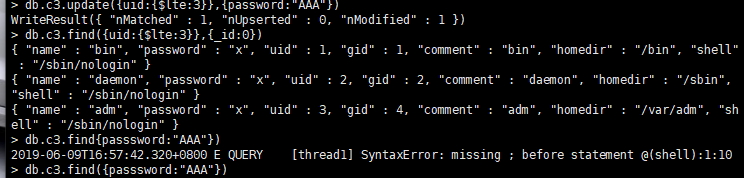 > db.c3.update({uid:{$lte:3}},{password:"AAA"})
WriteResult({ "nMatched" : 1, "nUpserted" : 0, "nModified" : 1 })
> db.c3.find({uid:{$lte:3}},{_id:0})
{ "name" : "bin", "password" : "x", "uid" : 1, "gid" : 1, "comment" : "bin", "homedir" : "/bin", "shell"
 : "/sbin/nologin" }
{ "name" : "daemon", "password" : "x", "uid" : 2, "gid" : 2, "comment" : "daemon", "homedir" : "/sbin",
"shell" : "/sbin/nologin" }
{ "name" : "adm", "password" : "x", "uid" : 3, "gid" : 4, "comment" : "adm", "homedir" : "/var/adm", "sh
ell" : "/sbin/nologin" }
> db.c3.find{passsword:"AAA"})
2019-06-09T16:57:42.320+0800 E QUERY    [thread1] SyntaxError: missing ; before statement @(shell):1:10
> db.c3.find({passsword:"AAA"})